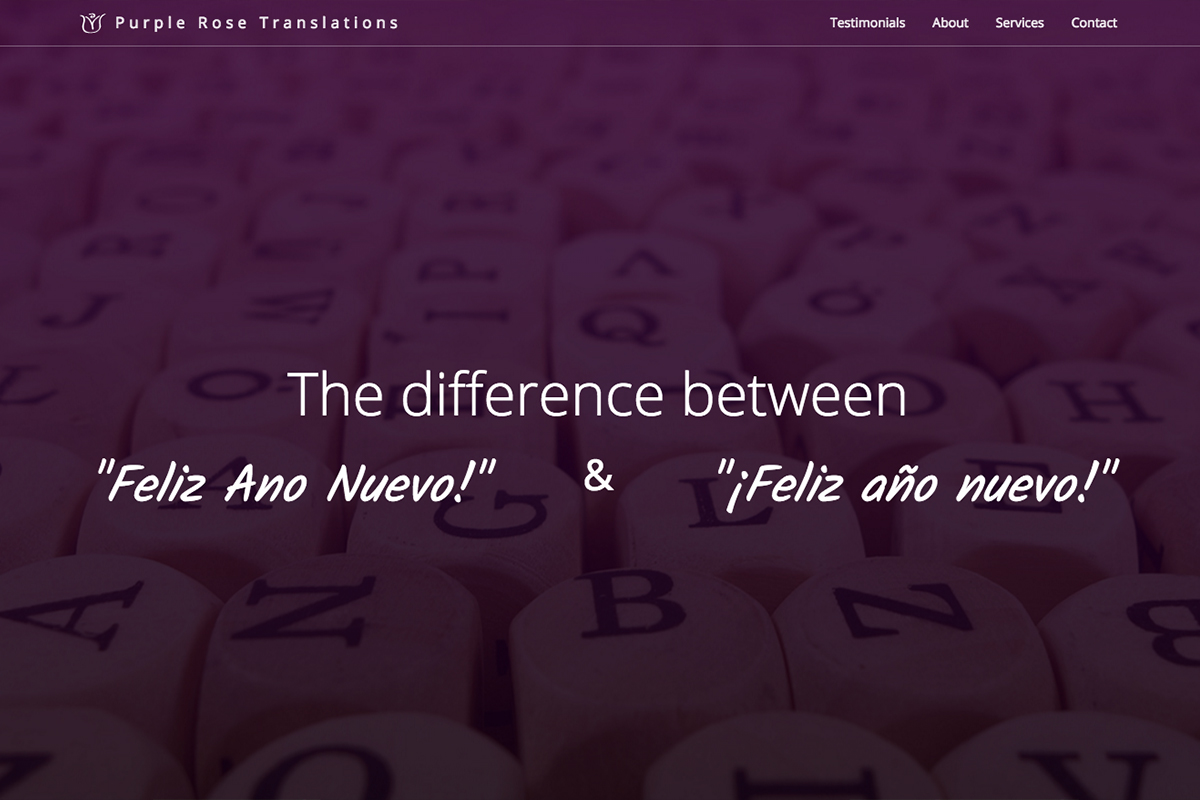 Purple Rose Translations
Testimonials About Services Contact
The difference between
"Feliz Ano Nuevo!" & "¡Feliz año nuevo!"